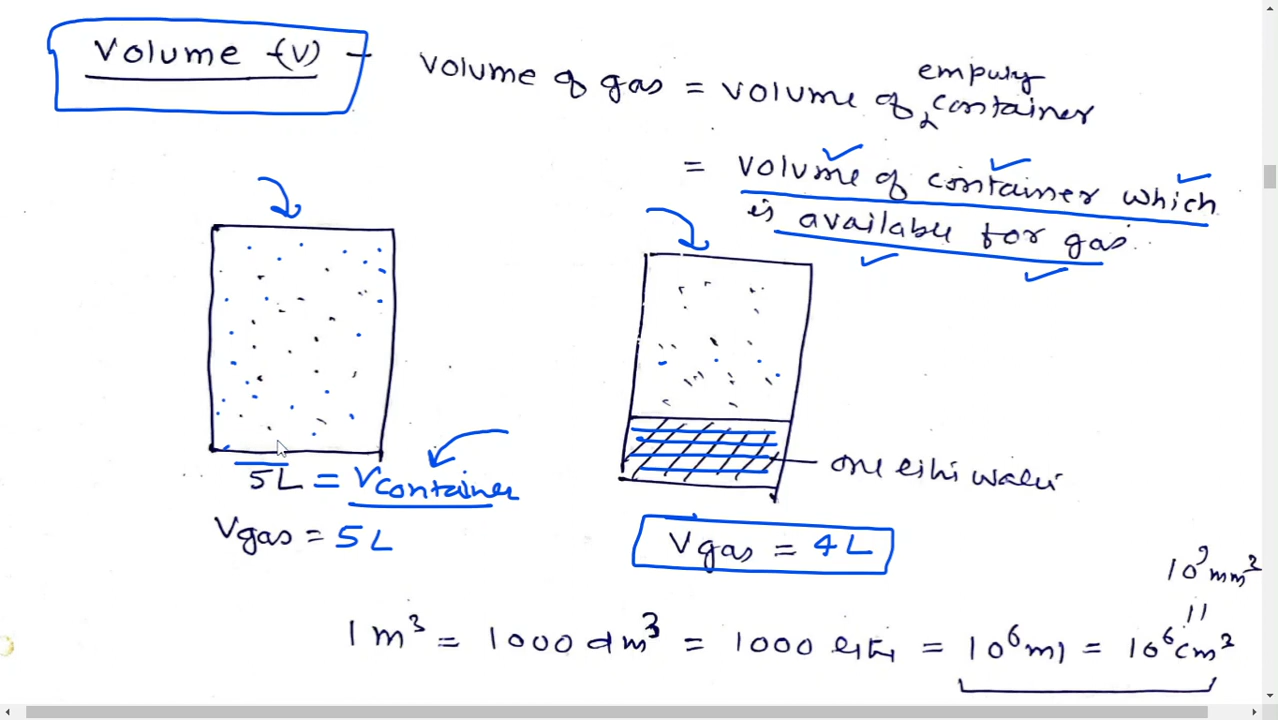 Volume (V) - volume of gas = volume of empty container
= volume of container which
is available for gas.
5L = Vcontainer
Vgas = 5L
one litre water
Vgas = 4L
10⁹ mm³
||
1 m³ = 1000 dm³ = 1000 litre = 10⁶ ml = 10⁶ cm³